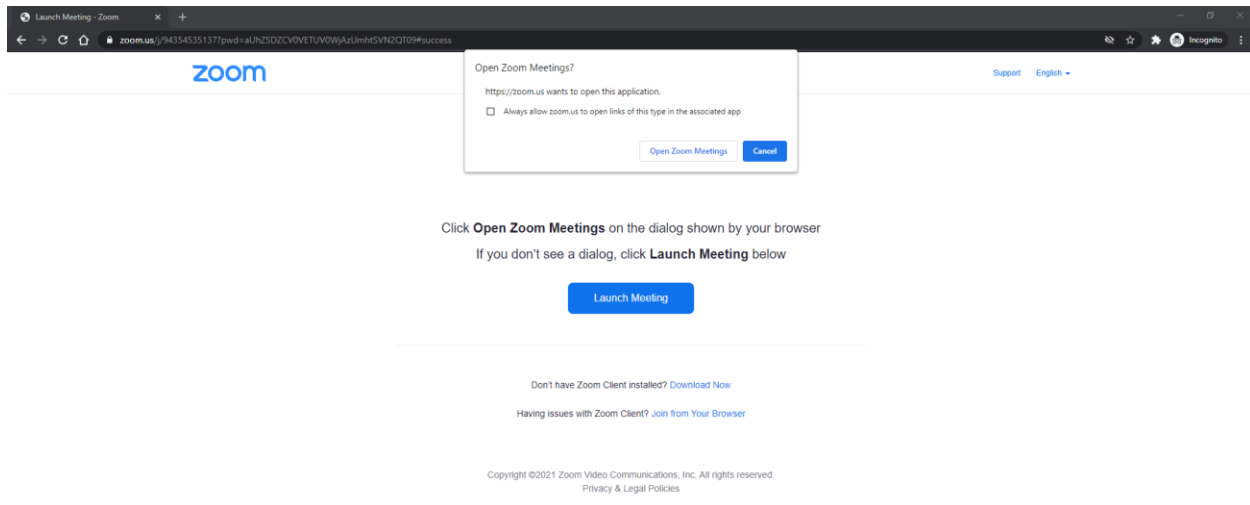 Launch Meeting - Zoom
zoom.us/j/94354535137?pwd=aUhZSDZCV0VETUV0WjAzUmhtSVN2QT09#success
Incognito
zoom
Support English
Open Zoom Meetings?
https://zoom.us wants to open this application.
Always allow zoom.us to open links of this type in the associated app
Open Zoom Meetings Cancel
Click Open Zoom Meetings on the dialog shown by your browser
If you don't see a dialog, click Launch Meeting below
Launch Meeting
Don't have Zoom Client installed? Download Now
Having issues with Zoom Client? Join from Your Browser
Copyright ©2021 Zoom Video Communications, Inc. All rights reserved.
Privacy & Legal Policies